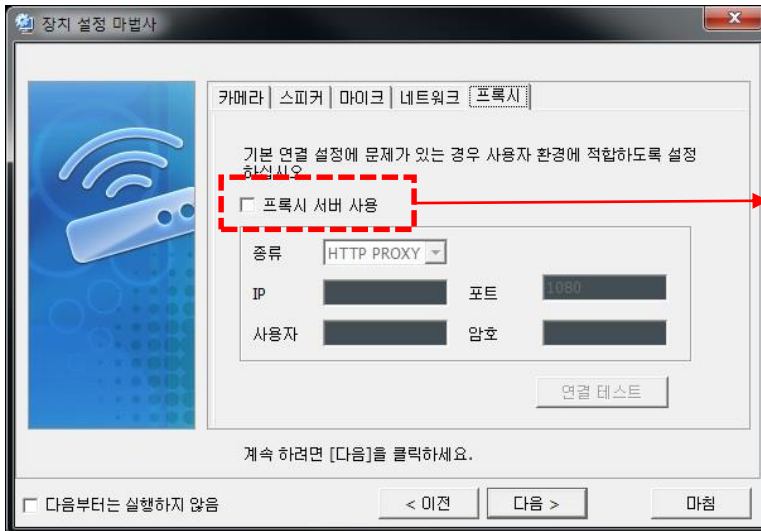 장치 설정 마법사
카메라 스피커 마이크 네트워크 프록시
기본 연결 설정에 문제가 있는 경우 사용자 환경에 적합하도록 설정
하십시오
프록시 서버 사용
종류 HTTP PROXY
IP 포트 1080
사용자 암호
연결 테스트
계속 하려면 [다음]을 클릭하세요.
다음부터는 실행하지 않음 < 이전 다음 > 마침